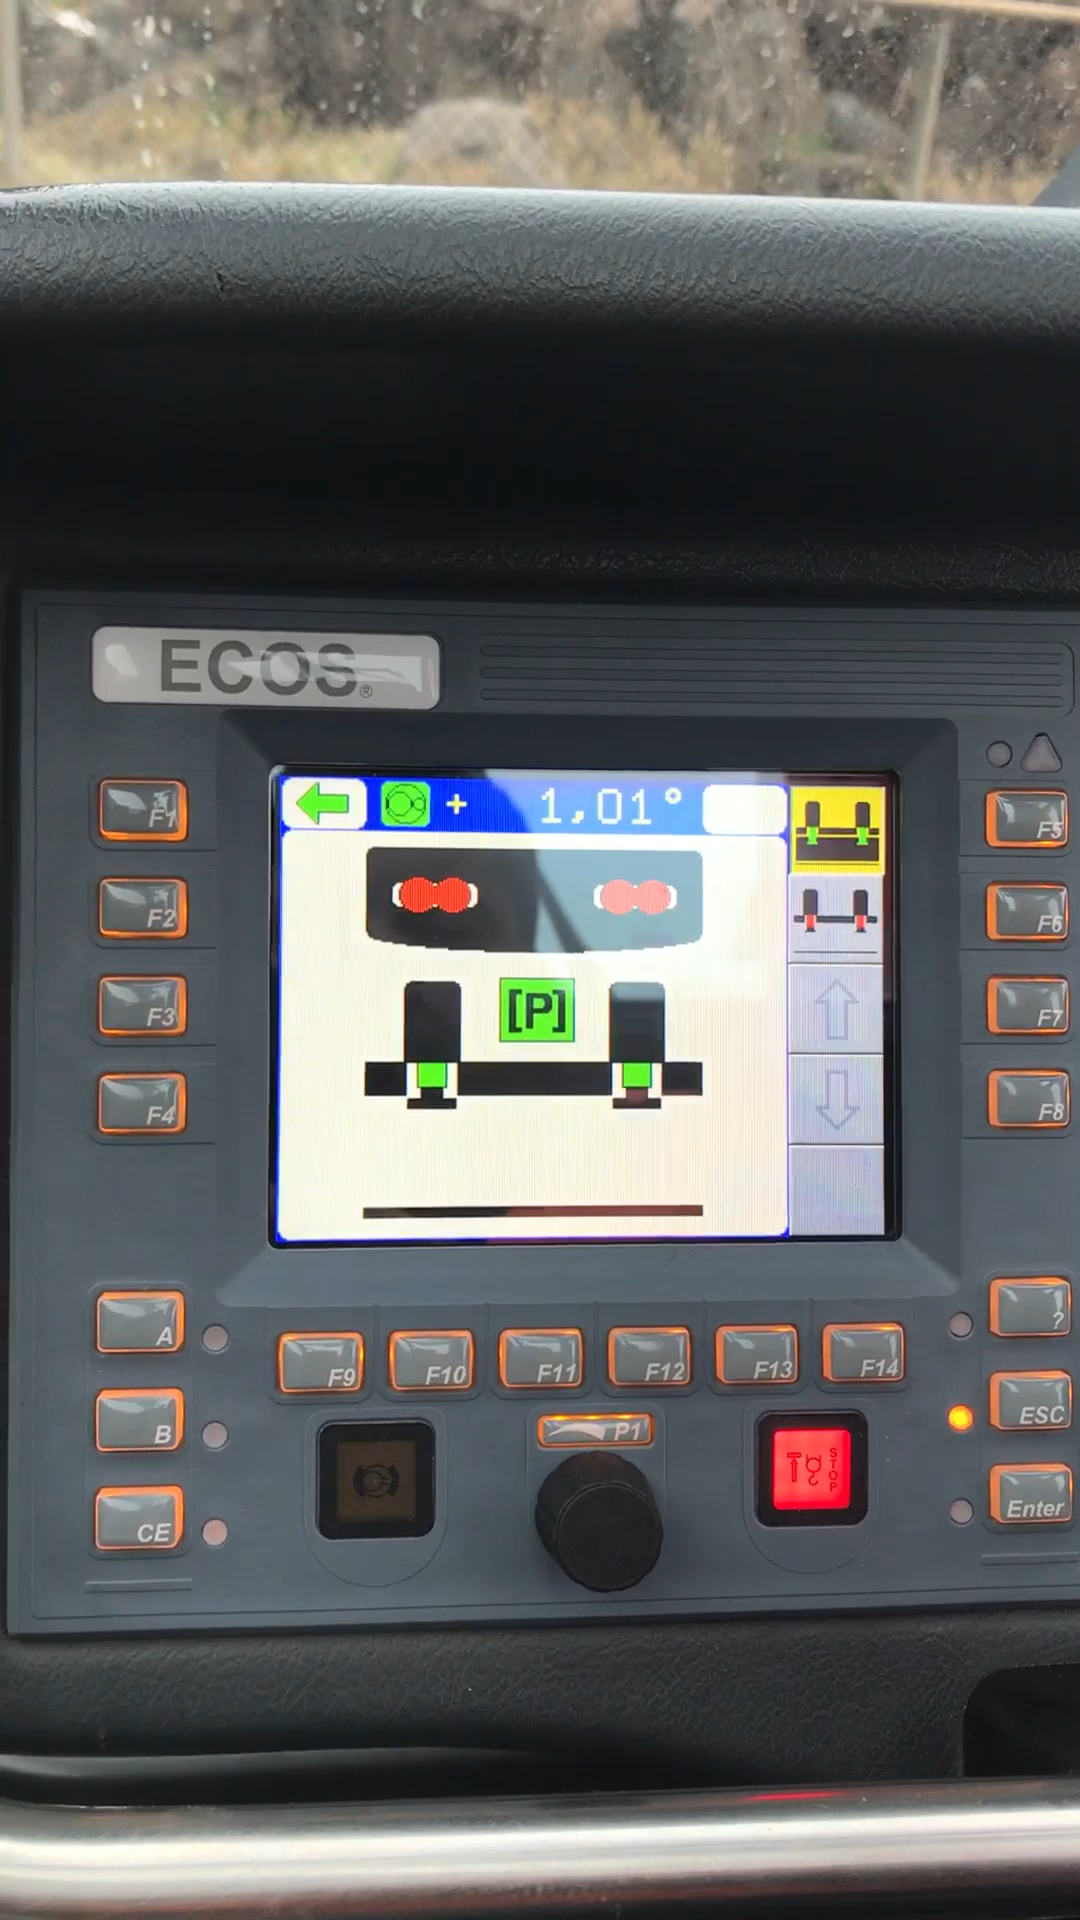 ECOS®
+ 1,01°
[P]
F1
F2
F3
F4
F5
F6
F7
F8
A
B
CE
F9
F10
F11
F12
F13
F14
P1
STOP
?
ESC
Enter